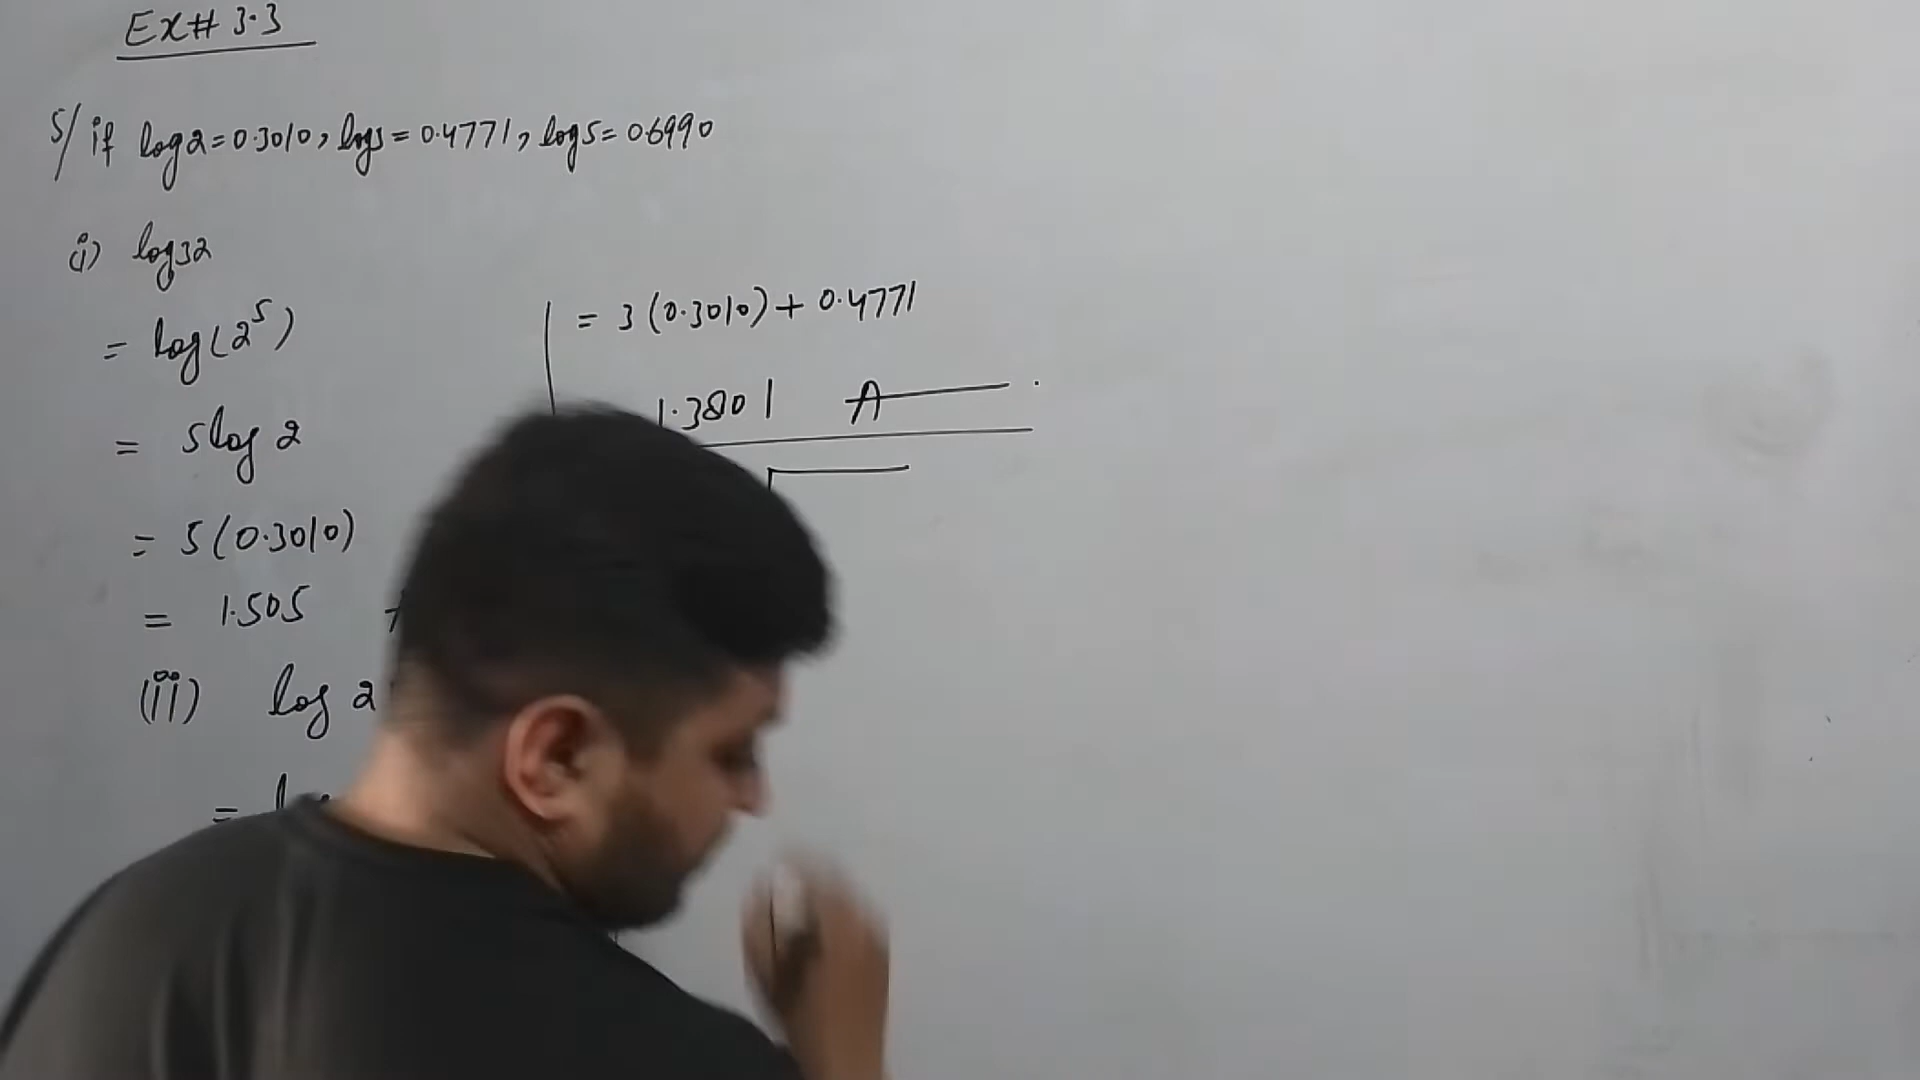 Ex# 3.3
5/ if log2=0.3010, log3=0.4771, log5=0.6990
(i) log32
= log(2^5)
= 5log 2
= 5(0.3010)
= 1.505
(ii) log 2
=
= 3(0.3010)+0.4771
1.3801 A